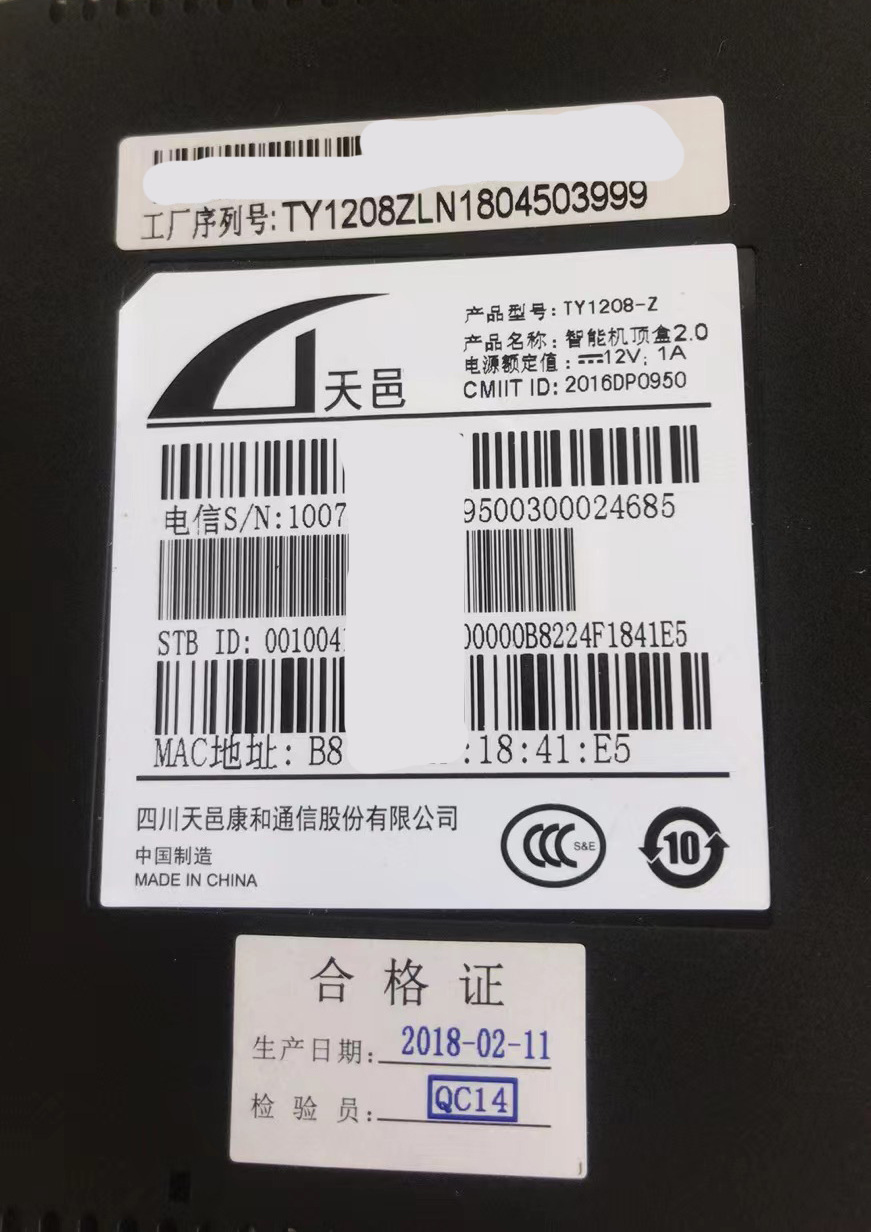 工厂序列号:TY1208ZLN1804503999
天邑
产品型号:TY1208-Z
产品名称:智能机顶盒2.0
电源额定值:⎓12V; 1A
CMIIT ID: 2016DP0950
电信S/N:1007 9500300024685
STB ID: 001004 0000B8224F1841E5
MAC地址: B8 :18:41:E5
四川天邑康和通信股份有限公司
中国制造
MADE IN CHINA
CCC S&E
10
合格证
生产日期: 2018-02-11
检验员: QC14